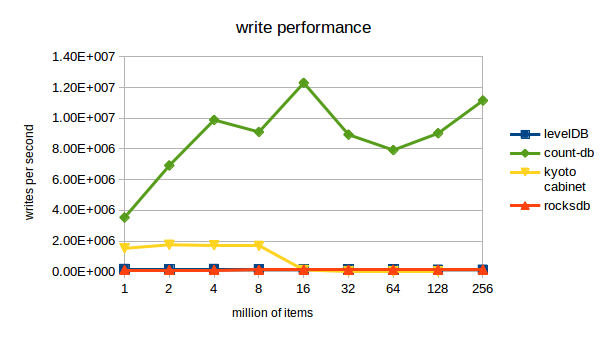 write performance
1.40E+007
1.20E+007
1.00E+007
8.00E+006
6.00E+006
4.00E+006
2.00E+006
0.00E+000
writes per second
1 2 4 8 16 32 64 128 256
million of items
levelDB
count-db
kyoto
cabinet
rocksdb